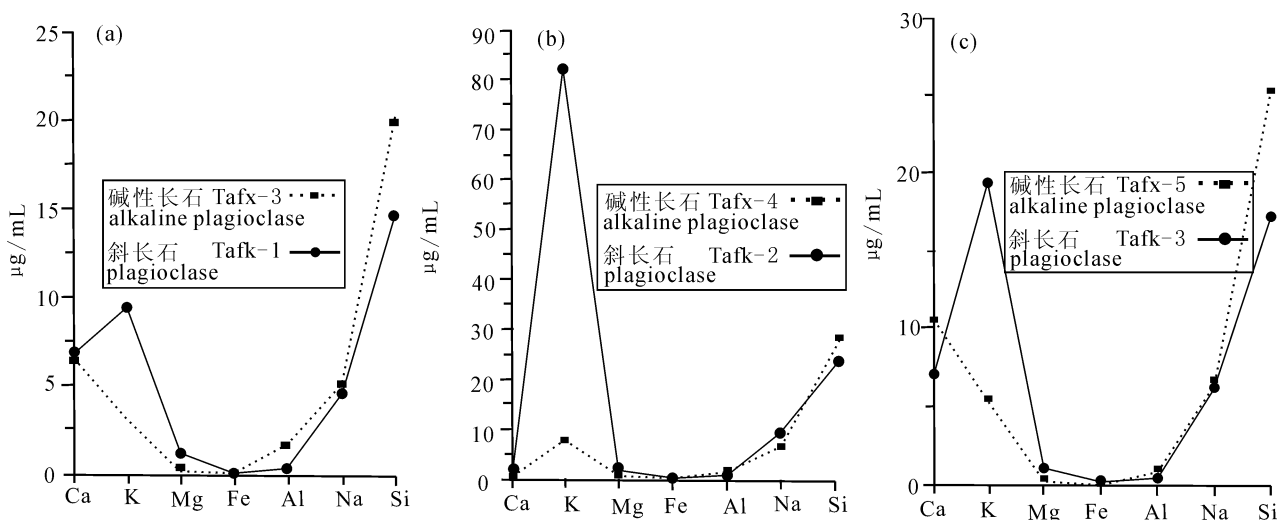 (a)
25
20
15
10
5
0
μg/mL
碱性长石 Tafx-3
alkaline plagioclase
斜长石 Tafk-1
plagioclase
Ca K Mg Fe Al Na Si
(b)
90
80
70
60
50
40
30
20
10
0
μg/mL
碱性长石 Tafx-4
alkaline plagioclase
斜长石 Tafk-2
plagioclase
Ca K Mg Fe Al Na Si
(c)
30
20
10
0
μg/mL
碱性长石 Tafx-5
alkaline plagioclase
斜长石 Tafk-3
plagioclase
Ca K Mg Fe Al Na Si